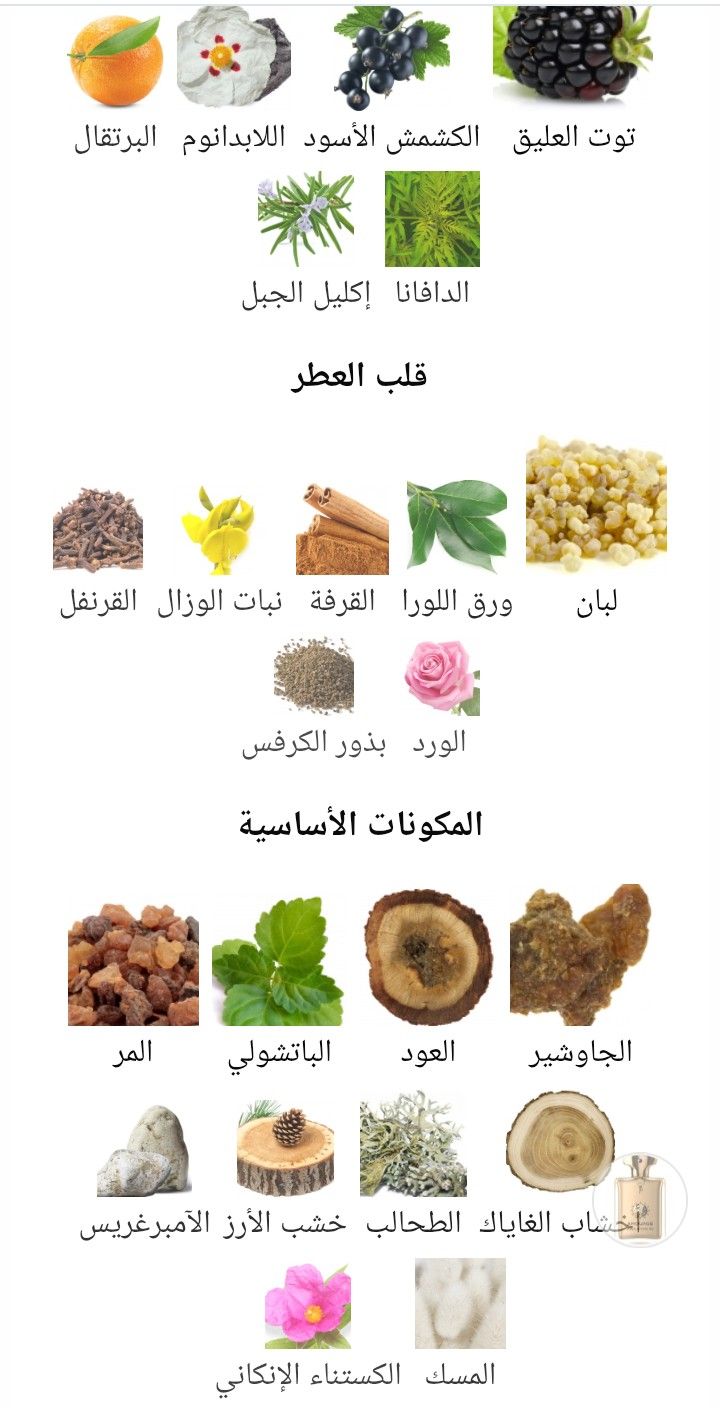 توت العليق الكشمش الأسود اللابدانوم البرتقال
الدافانا إكليل الجبل
قلب العطر
لبان ورق اللورا القرفة نبات الوزال القرنفل
الورد بذور الكرفس
المكونات الأساسية
الجاوشير العود الباتشولي المر
خشاب الغاياك الطحالب خشب الأرز الآمبرغريس
المسك الكستناء الإنكاني